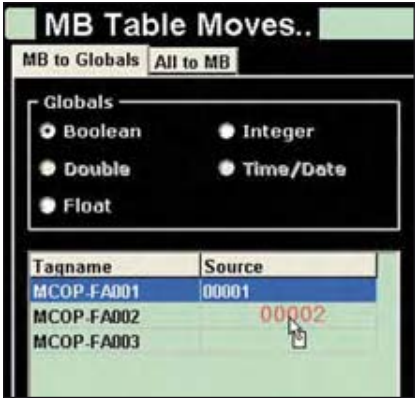 MB Table Moves..
MB to Globals All to MB
Globals
Boolean Integer
Double Time/Date
Float
Tagname Source
MCOP-FA001 00001
MCOP-FA002 00002
MCOP-FA003